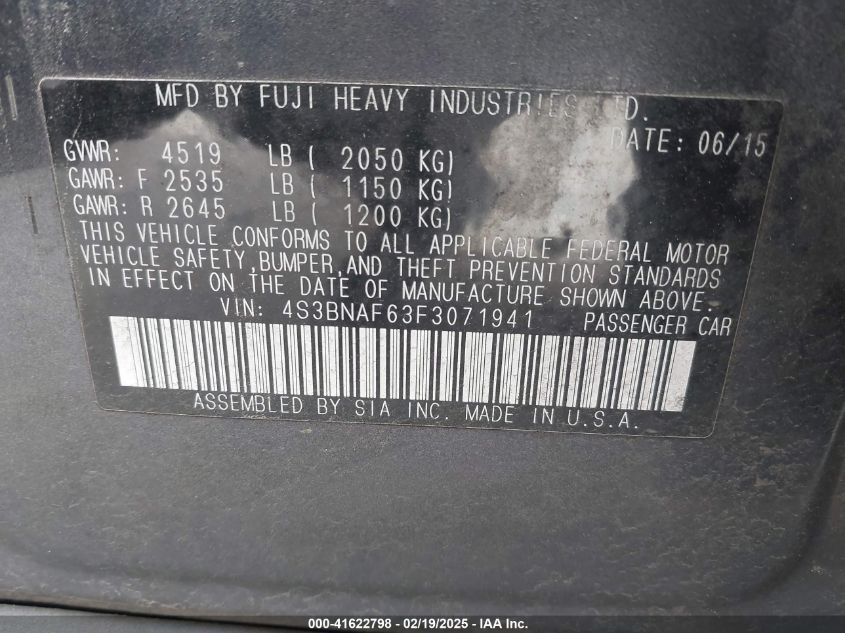 MFD BY FUJI HEAVY INDUSTRIES LTD.
DATE: 06/15
GVWR: 4519 LB ( 2050 KG)
GAWR: F 2535 LB ( 1150 KG)
GAWR: R 2645 LB ( 1200 KG)
THIS VEHICLE CONFORMS TO ALL APPLICABLE FEDERAL MOTOR
VEHICLE SAFETY,BUMPER,AND THEFT PREVENTION STANDARDS
IN EFFECT ON THE DATE OF MANUFACTURE SHOWN ABOVE.
VIN: 4S3BNAF63F3071941 PASSENGER CAR
ASSEMBLED BY SIA INC. MADE IN U.S.A.
000-41622798 - 02/19/2025 - IAA Inc.